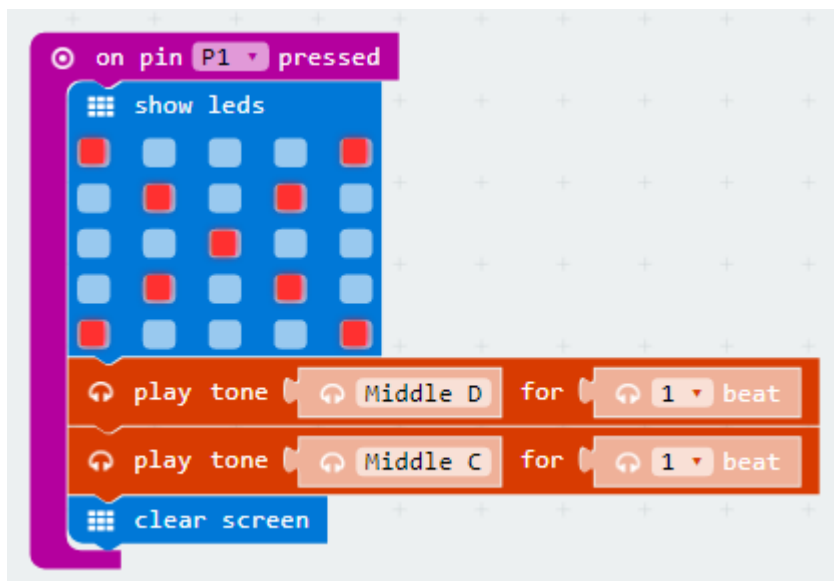 on pin P1 pressed
show leds
play tone Middle D for 1 beat
play tone Middle C for 1 beat
clear screen